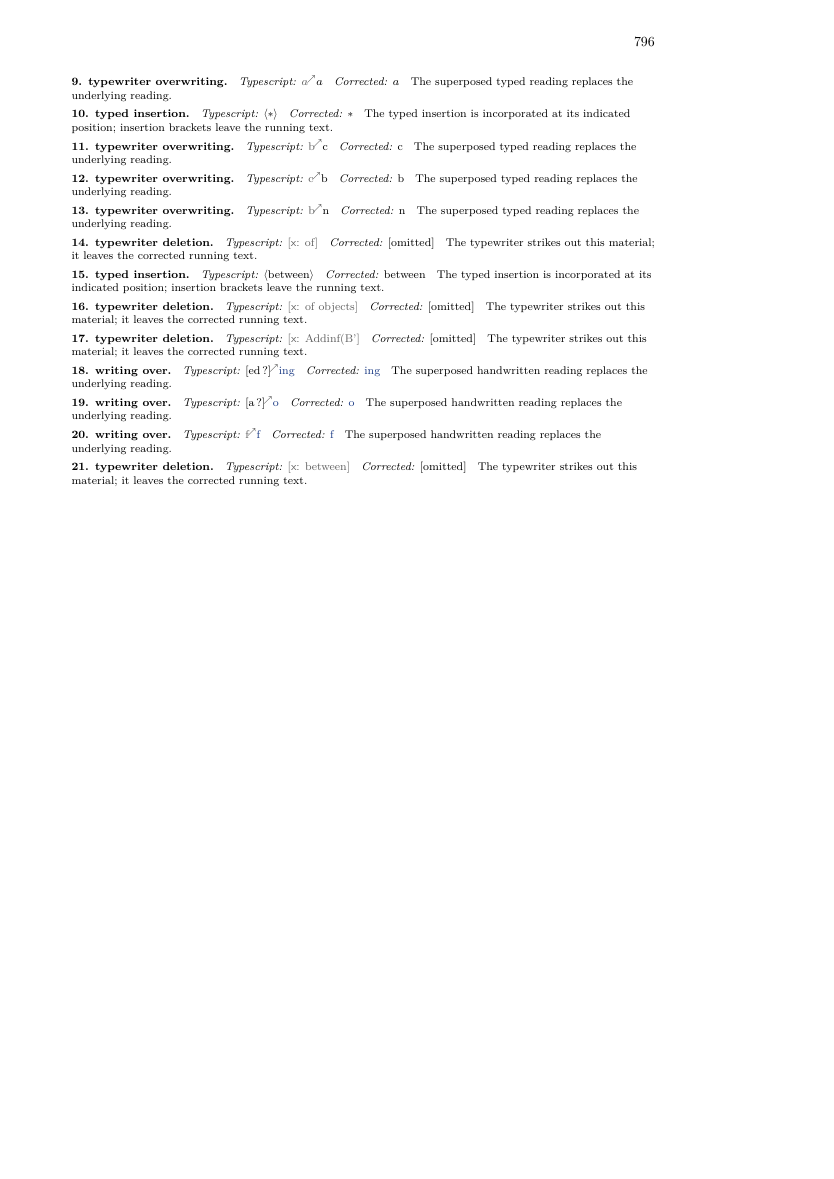 796
9. typewriter overwriting. Typescript: a↗a Corrected: a The superposed typed reading replaces the
underlying reading.
10. typed insertion. Typescript: ⟨∗⟩ Corrected: ∗ The typed insertion is incorporated at its indicated
position; insertion brackets leave the running text.
11. typewriter overwriting. Typescript: b↗c Corrected: c The superposed typed reading replaces the
underlying reading.
12. typewriter overwriting. Typescript: c↗b Corrected: b The superposed typed reading replaces the
underlying reading.
13. typewriter overwriting. Typescript: b↗n Corrected: n The superposed typed reading replaces the
underlying reading.
14. typewriter deletion. Typescript: [x: of] Corrected: [omitted] The typewriter strikes out this material;
it leaves the corrected running text.
15. typed insertion. Typescript: ⟨between⟩ Corrected: between The typed insertion is incorporated at its
indicated position; insertion brackets leave the running text.
16. typewriter deletion. Typescript: [x: of objects] Corrected: [omitted] The typewriter strikes out this
material; it leaves the corrected running text.
17. typewriter deletion. Typescript: [x: Addinf(B'] Corrected: [omitted] The typewriter strikes out this
material; it leaves the corrected running text.
18. writing over. Typescript: [ed ?]↗ing Corrected: ing The superposed handwritten reading replaces the
underlying reading.
19. writing over. Typescript: [a ?]↗o Corrected: o The superposed handwritten reading replaces the
underlying reading.
20. writing over. Typescript: f↗f Corrected: f The superposed handwritten reading replaces the
underlying reading.
21. typewriter deletion. Typescript: [x: between] Corrected: [omitted] The typewriter strikes out this
material; it leaves the corrected running text.